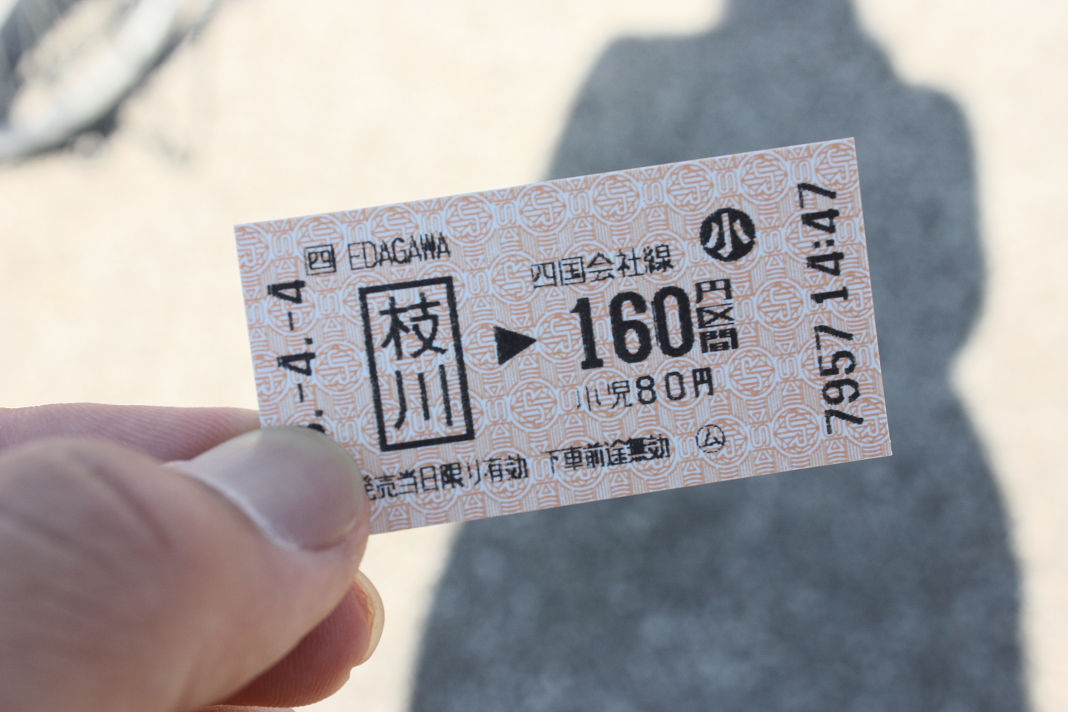 四 EDAGAWA
四国会社線 小
枝川 ▶ 160円区間
小児80円
売当日限り有効 下車前途無効 ム
.-4.-4
7957 14:47